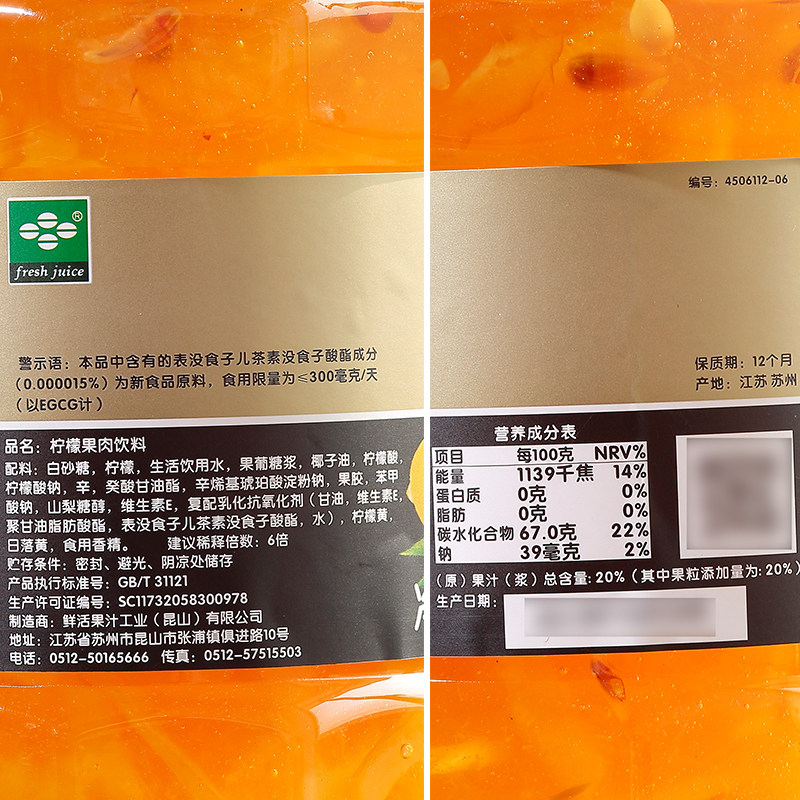 ®
fresh juice
警示语：本品中含有的表没食子儿茶素没食子酸酯成分
（0.000015%）为新食品原料，食用限量为≤300毫克/天
（以EGCG计）
品名：柠檬果肉饮料
配料：白砂糖，柠檬，生活饮用水，果葡糖浆，椰子油，柠檬酸，
柠檬酸钠，辛，癸酸甘油酯，辛烯基琥珀酸淀粉钠，果胶，苯甲
酸钠，山梨糖醇，维生素E，复配乳化抗氧化剂（甘油，维生素E，
聚甘油脂肪酸酯，表没食子儿茶素没食子酸酯，水），柠檬黄，
日落黄，食用香精。 建议稀释倍数：6倍
贮存条件：密封、避光、阴凉处储存
产品执行标准号：GB/T 31121
生产许可证编号：SC11732058300978
制造商：鲜活果汁工业（昆山）有限公司
地址：江苏省苏州市昆山市张浦镇俱进路10号
电话：0512-50165666 传真：0512-57515503
编号：4506112-06
保质期：12个月
产地：江苏 苏州
营养成分表
项目 每100克 NRV%
能量 1139千焦 14%
蛋白质 0克 0%
脂肪 0克 0%
碳水化合物 67.0克 22%
钠 39毫克 2%
（原）果汁（浆）总含量：20%（其中果粒添加量为：20%）
生产日期：